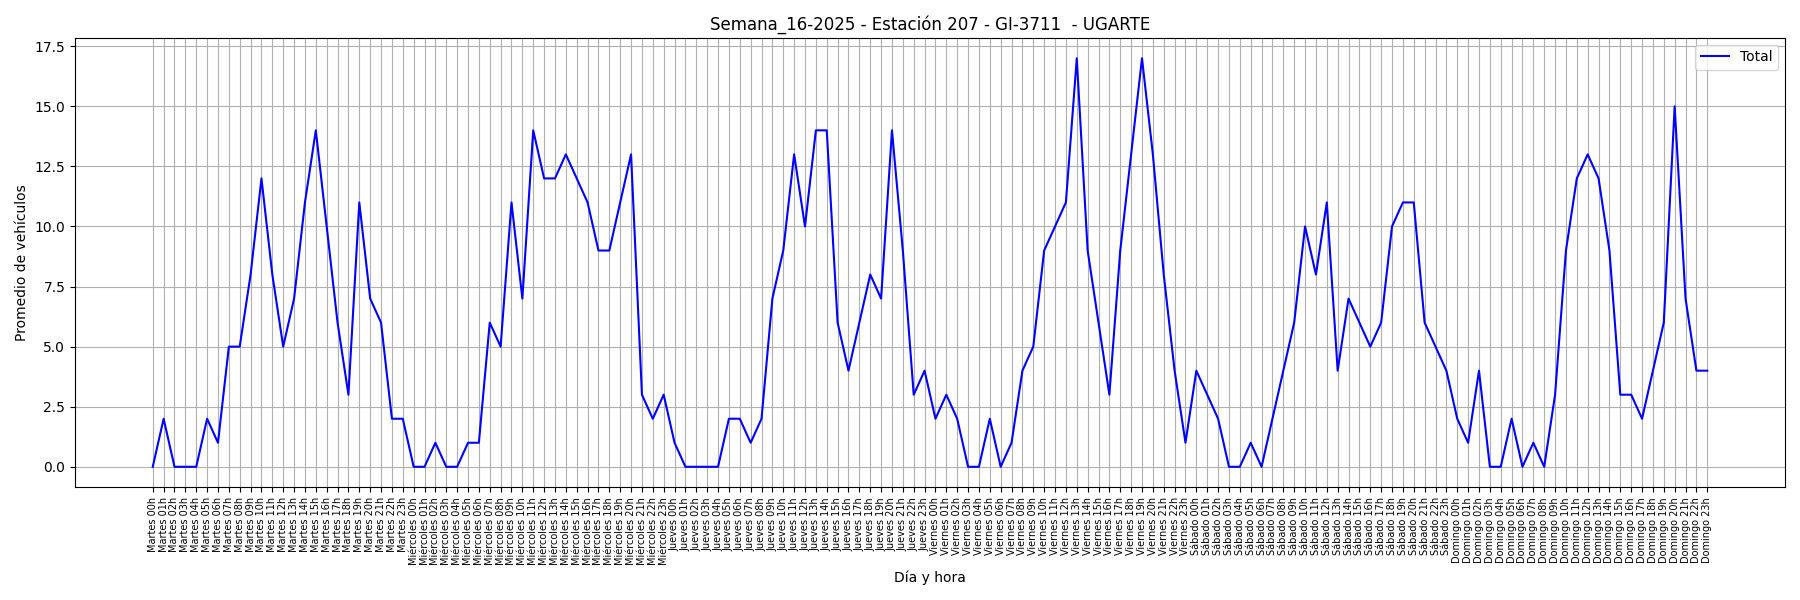 Semana_16-2025 - Estación 207 - GI-3711  - UGARTE
Total
Promedio de vehículos
17.5
15.0
12.5
10.0
7.5
5.0
2.5
0.0
Martes 00h
Martes 01h
Martes 02h
Martes 03h
Martes 04h
Martes 05h
Martes 06h
Martes 07h
Martes 08h
Martes 09h
Martes 10h
Martes 11h
Martes 12h
Martes 13h
Martes 14h
Martes 15h
Martes 16h
Martes 17h
Martes 18h
Martes 19h
Martes 20h
Martes 21h
Martes 22h
Martes 23h
Miércoles 00h
Miércoles 01h
Miércoles 02h
Miércoles 03h
Miércoles 04h
Miércoles 05h
Miércoles 06h
Miércoles 07h
Miércoles 08h
Miércoles 09h
Miércoles 10h
Miércoles 11h
Miércoles 12h
Miércoles 13h
Miércoles 14h
Miércoles 15h
Miércoles 16h
Miércoles 17h
Miércoles 18h
Miércoles 19h
Miércoles 20h
Miércoles 21h
Miércoles 22h
Miércoles 23h
Jueves 00h
Jueves 01h
Jueves 02h
Jueves 03h
Jueves 04h
Jueves 05h
Jueves 06h
Jueves 07h
Jueves 08h
Jueves 09h
Jueves 10h
Jueves 11h
Jueves 12h
Jueves 13h
Jueves 14h
Jueves 15h
Jueves 16h
Jueves 17h
Jueves 18h
Jueves 19h
Jueves 20h
Jueves 21h
Jueves 22h
Jueves 23h
Viernes 00h
Viernes 01h
Viernes 02h
Viernes 03h
Viernes 04h
Viernes 05h
Viernes 06h
Viernes 07h
Viernes 08h
Viernes 09h
Viernes 10h
Viernes 11h
Viernes 12h
Viernes 13h
Viernes 14h
Viernes 15h
Viernes 16h
Viernes 17h
Viernes 18h
Viernes 19h
Viernes 20h
Viernes 21h
Viernes 22h
Viernes 23h
Sábado 00h
Sábado 01h
Sábado 02h
Sábado 03h
Sábado 04h
Sábado 05h
Sábado 06h
Sábado 07h
Sábado 08h
Sábado 09h
Sábado 10h
Sábado 11h
Sábado 12h
Sábado 13h
Sábado 14h
Sábado 15h
Sábado 16h
Sábado 17h
Sábado 18h
Sábado 19h
Sábado 20h
Sábado 21h
Sábado 22h
Sábado 23h
Domingo 00h
Domingo 01h
Domingo 02h
Domingo 03h
Domingo 04h
Domingo 05h
Domingo 06h
Domingo 07h
Domingo 08h
Domingo 09h
Domingo 10h
Domingo 11h
Domingo 12h
Domingo 13h
Domingo 14h
Domingo 15h
Domingo 16h
Domingo 17h
Domingo 18h
Domingo 19h
Domingo 20h
Domingo 21h
Domingo 22h
Domingo 23h
Día y hora